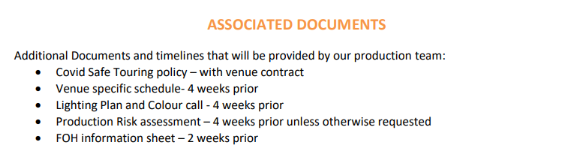 ASSOCIATED DOCUMENTS
Additional Documents and timelines that will be provided by our production team:
• Covid Safe Touring policy – with venue contract
• Venue specific schedule- 4 weeks prior
• Lighting Plan and Colour call - 4 weeks prior
• Production Risk assessment – 4 weeks prior unless otherwise requested
• FOH information sheet – 2 weeks prior